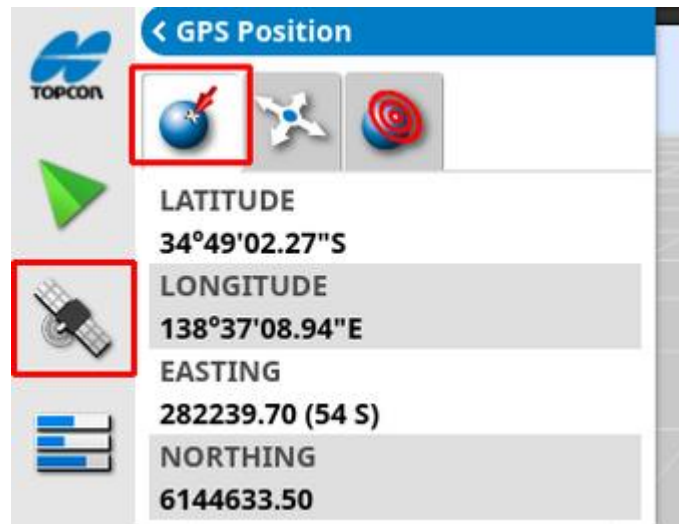 TOPCON
< GPS Position
LATITUDE
34°49'02.27"S
LONGITUDE
138°37'08.94"E
EASTING
282239.70 (54 S)
NORTHING
6144633.50